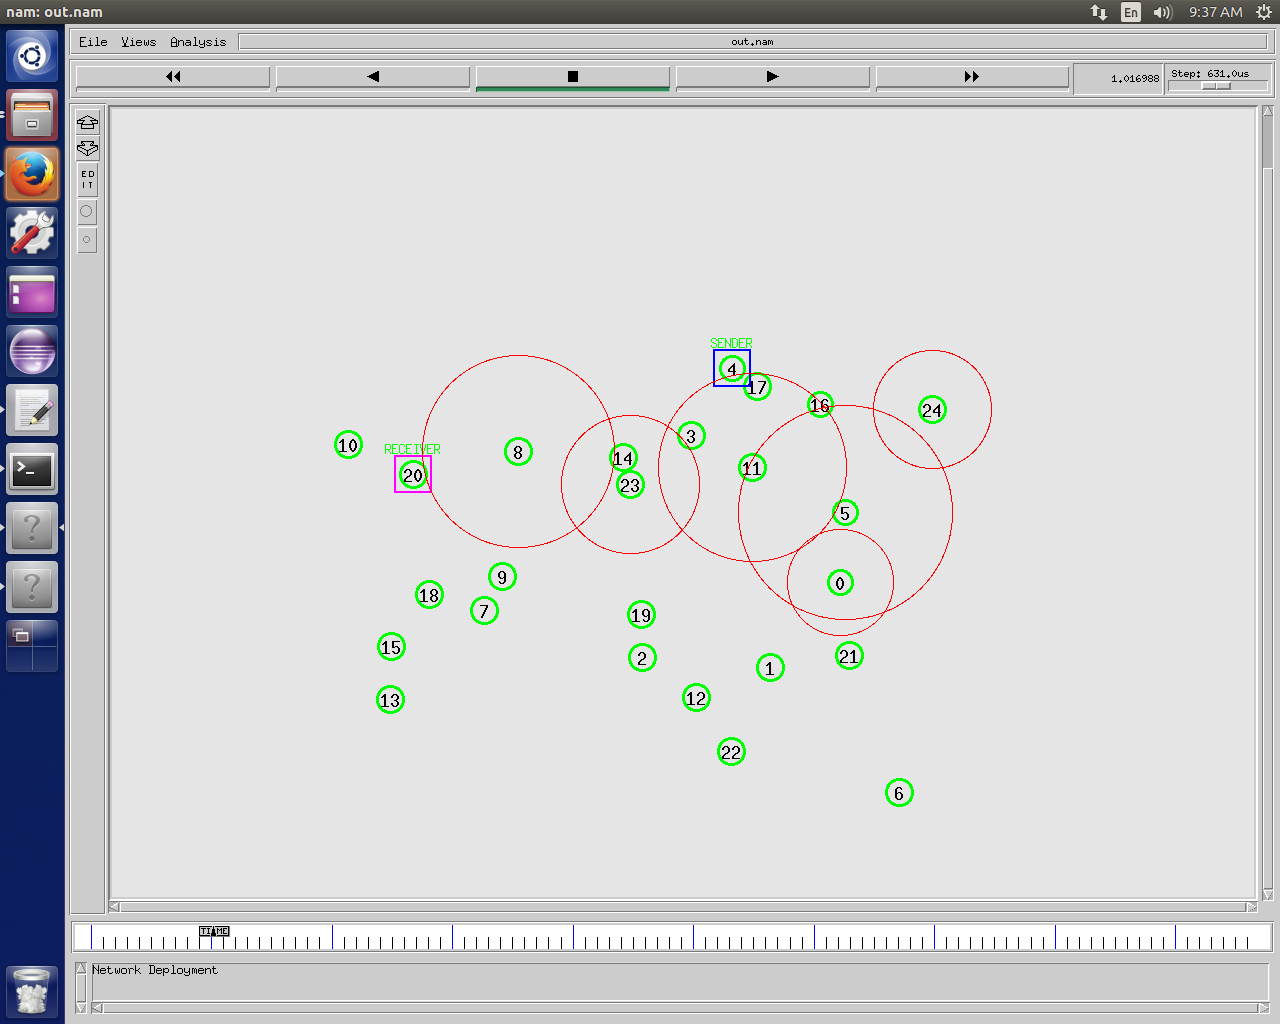 nam: out.nam
En
9:37 AM
File Views Analysis
out.nam
1.016988
Step: 631.0us
ED
IT
SENDER
4
17
16
24
3
10
RECEIVER
8
14
11
20
23
5
9
0
18
7
19
15
2
21
1
12
13
22
6
TIME
Network Deployment